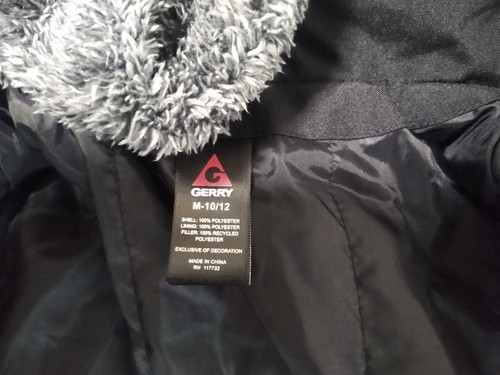 GERRY
M-10/12
SHELL: 100% POLYESTER
LINING: 100% POLYESTER
FILLER: 100% RECYCLED
POLYESTER
EXCLUSIVE OF DECORATION
MADE IN CHINA
RN 117732